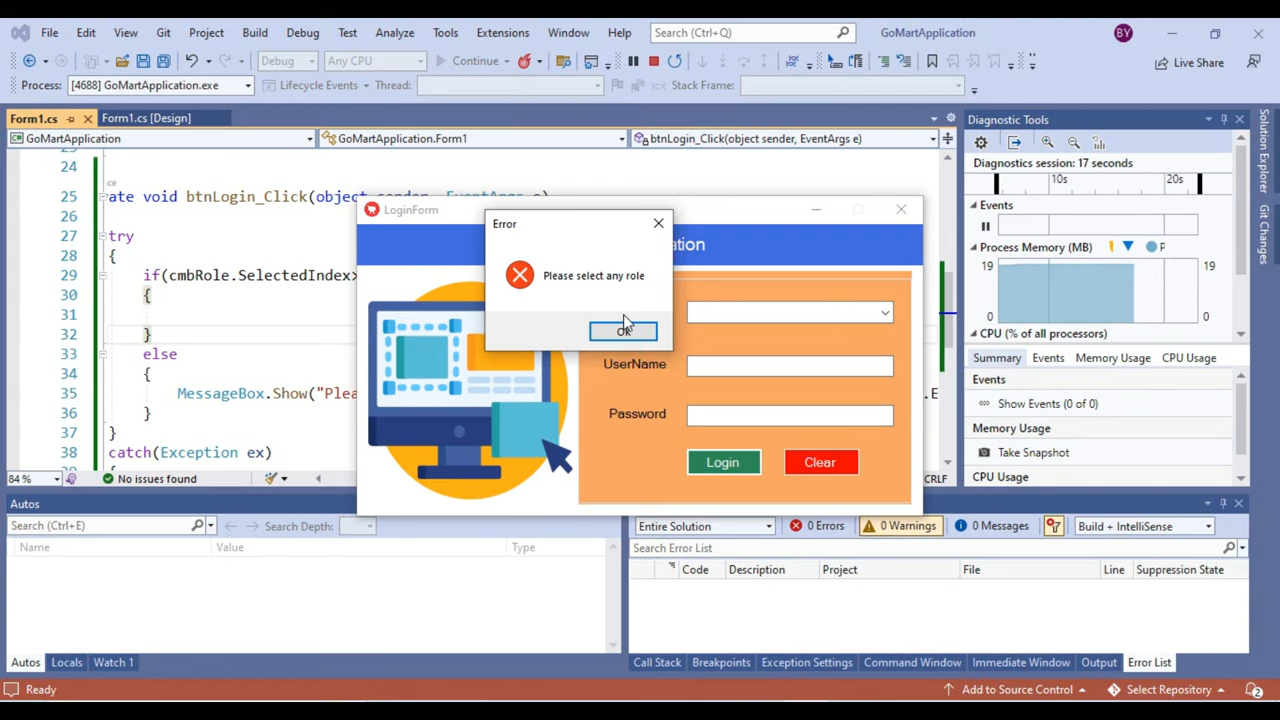 File Edit View Git Project Build Debug Test Analyze Tools Extensions Window Help Search (Ctrl+Q) GoMartApplication BY
Debug Any CPU Continue Live Share
Process: [4688] GoMartApplication.exe Lifecycle Events Thread: Stack Frame:
Form1.cs Form1.cs [Design]
GoMartApplication GoMartApplication.Form1 btnLogin_Click(object sender, EventArgs e)
24
25 ate void btnLogin_Click(object sender, EventArgs e)
26
27 try
28 {
29 if(cmbRole.SelectedIndex>
30 {
32 }
33 else
34 {
35 MessageBox.Show("Plea .E
36 }
37 }
38 catch(Exception ex)
84 % No issues found CRLF
LoginForm
ation
Error
Please select any role
OK
UserName
Password
Login Clear
Diagnostic Tools
Diagnostics session: 17 seconds
10s 20s
Events
Process Memory (MB) P
19 19
0 0
CPU (% of all processors)
Summary Events Memory Usage CPU Usage
Events
Show Events (0 of 0)
Memory Usage
Take Snapshot
CPU Usage
Solution Explorer
Git Changes
Autos
Search (Ctrl+E) Search Depth:
Name Value Type
Autos Locals Watch 1
Entire Solution 0 Errors 0 Warnings 0 Messages Build + IntelliSense
Search Error List
Code Description Project File Line Suppression State
Call Stack Breakpoints Exception Settings Command Window Immediate Window Output Error List
Ready Add to Source Control Select Repository 2